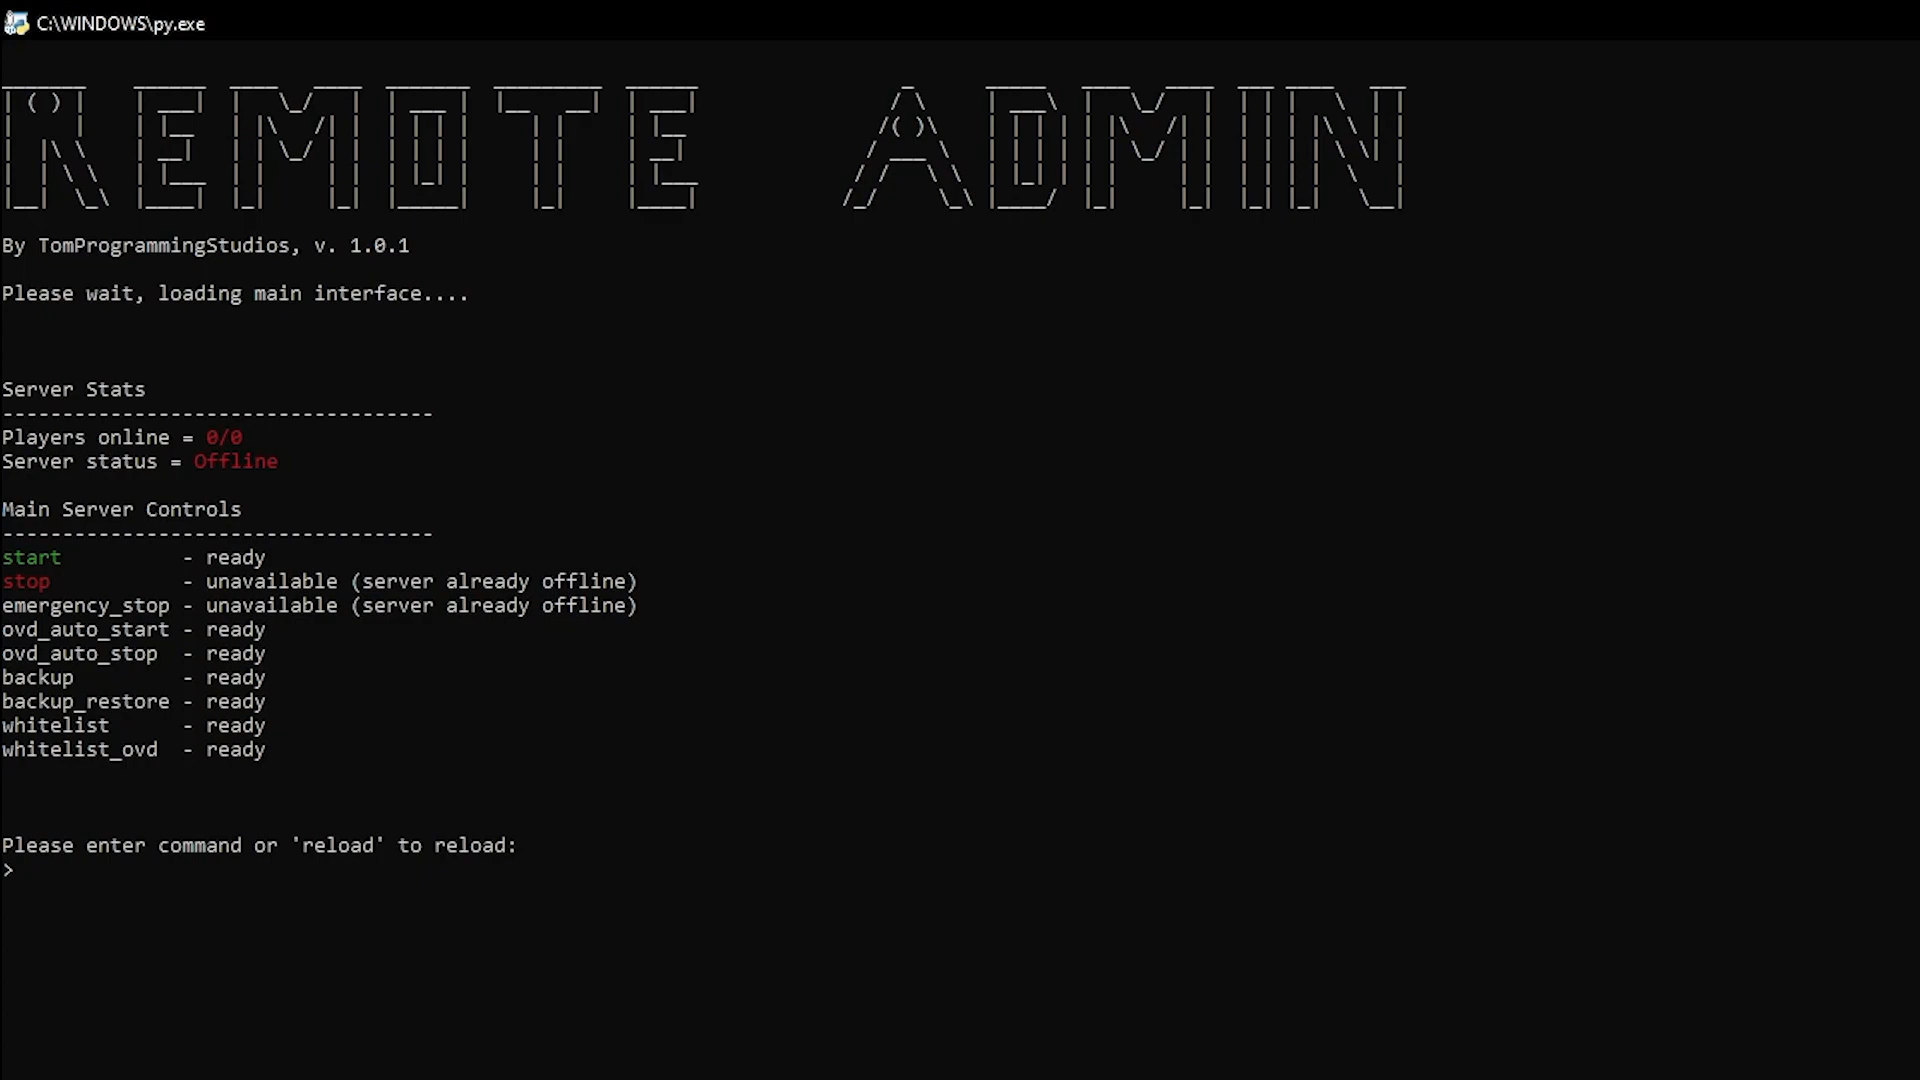 C:\WINDOWS\py.exe
REMOTE ADMIN
By TomProgrammingStudios, v. 1.0.1
Please wait, loading main interface....
Server Stats
------------------------------------
Players online = 0/0
Server status = Offline
Main Server Controls
------------------------------------
start          - ready
stop           - unavailable (server already offline)
emergency_stop - unavailable (server already offline)
ovd_auto_start - ready
ovd_auto_stop  - ready
backup         - ready
backup_restore - ready
whitelist      - ready
whitelist_ovd  - ready
Please enter command or 'reload' to reload:
>